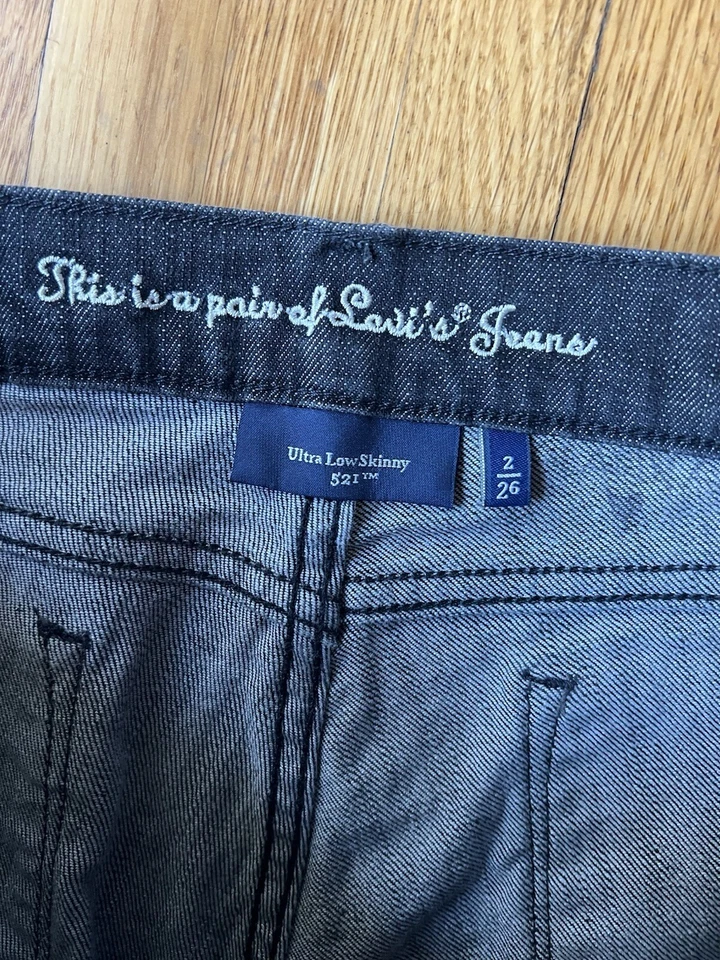 This is a pair of Levi's® Jeans
Ultra Low Skinny
521™
2
26